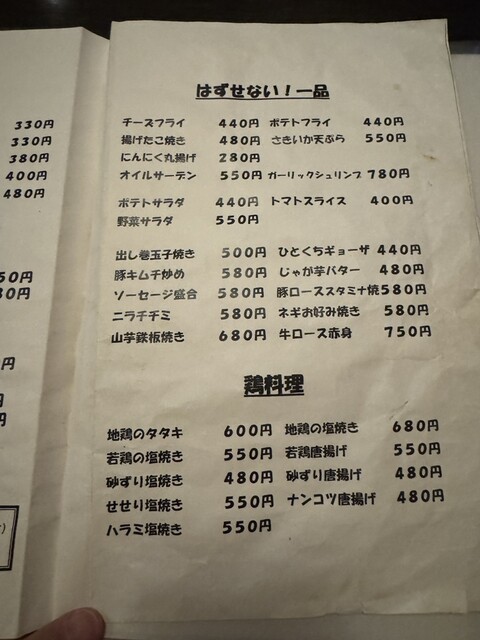 330円
330円
380円
400円
480円
50円
80円
円
円
円
はずせない!一品
チーズフライ 440円 ポテトフライ 440円
揚げたこ焼き 480円 さきいか天ぷら 550円
にんにく丸揚げ 280円
オイルサーデン 550円 ガーリックシュリンプ 780円
ポテトサラダ 440円 トマトスライス 400円
野菜サラダ 550円
出し巻玉子焼き 500円 ひとくちギョーザ 440円
豚キムチ炒め 580円 じゃが芋バター 480円
ソーセージ盛合 580円 豚ローススタミナ焼 580円
ニラチヂミ 580円 ネギお好み焼き 580円
山芋鉄板焼き 680円 牛ロース赤身 750円
鶏料理
地鶏のタタキ 600円 地鶏の塩焼き 680円
若鶏の塩焼き 550円 若鶏唐揚げ 550円
砂ずり塩焼き 480円 砂ずり唐揚げ 480円
せせり塩焼き 550円 ナンコツ唐揚げ 480円
ハラミ塩焼き 550円